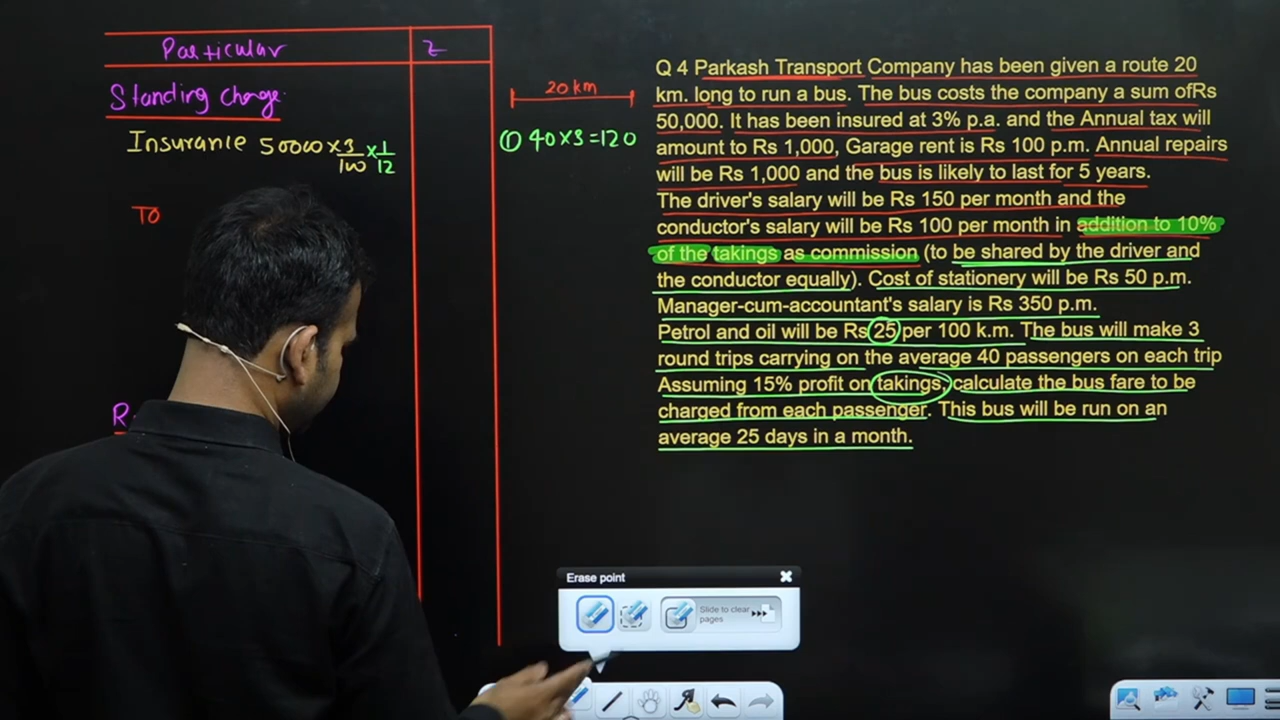 Particular ₹
Standing Charge
Insurance 50000 × 3/100 × 1/12
TO
R
20 km
① 40 × 3 = 120
Q 4 Parkash Transport Company has been given a route 20
km. long to run a bus. The bus costs the company a sum ofRs
50,000. It has been insured at 3% p.a. and the Annual tax will
amount to Rs 1,000, Garage rent is Rs 100 p.m. Annual repairs
will be Rs 1,000 and the bus is likely to last for 5 years.
The driver's salary will be Rs 150 per month and the
conductor's salary will be Rs 100 per month in addition to 10%
of the takings as commission (to be shared by the driver and
the conductor equally). Cost of stationery will be Rs 50 p.m.
Manager-cum-accountant's salary is Rs 350 p.m.
Petrol and oil will be Rs 25 per 100 k.m. The bus will make 3
round trips carrying on the average 40 passengers on each trip
Assuming 15% profit on takings, calculate the bus fare to be
charged from each passenger. This bus will be run on an
average 25 days in a month.
Erase point
Slide to clear
pages